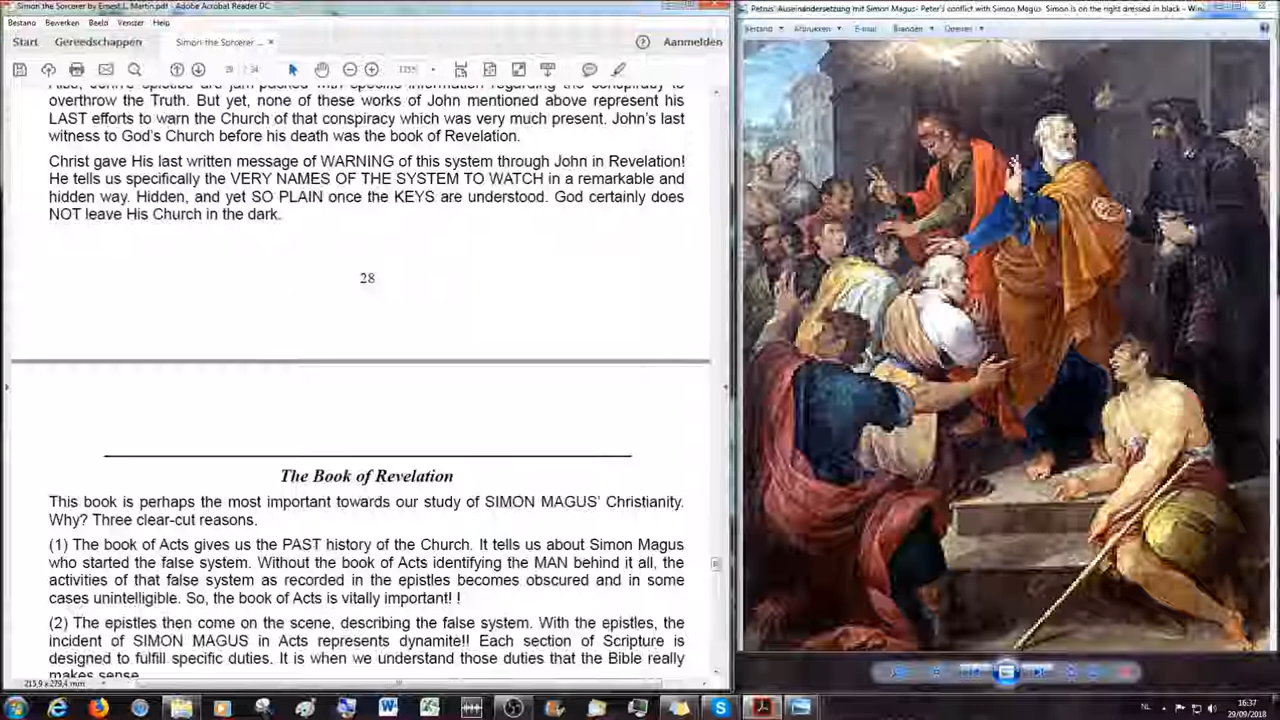 Simon the Sorcerer by Ernest L. Martin.pdf - Adobe Acrobat Reader DC
Bestand Bewerken Beeld Venster Help
Start Gereedschappen Simon the Sorcerer ... × Aanmelden
overthrow the Truth. But yet, none of these works of John mentioned above represent his
LAST efforts to warn the Church of that conspiracy which was very much present. John's last
witness to God's Church before his death was the book of Revelation.
Christ gave His last written message of WARNING of this system through John in Revelation!
He tells us specifically the VERY NAMES OF THE SYSTEM TO WATCH in a remarkable and
hidden way. Hidden, and yet SO PLAIN once the KEYS are understood. God certainly does
NOT leave His Church in the dark.
28
The Book of Revelation
This book is perhaps the most important towards our study of SIMON MAGUS' Christianity.
Why? Three clear-cut reasons.
(1) The book of Acts gives us the PAST history of the Church. It tells us about Simon Magus
who started the false system. Without the book of Acts identifying the MAN behind it all, the
activities of that false system as recorded in the epistles becomes obscured and in some
cases unintelligible. So, the book of Acts is vitally important! !
(2) The epistles then come on the scene, describing the false system. With the epistles, the
incident of SIMON MAGUS in Acts represents dynamite!! Each section of Scripture is
designed to fulfill specific duties. It is when we understand those duties that the Bible really
makes sense.
215,9 x 279,4 mm
Petrus' Auseinandersetzung mit Simon Magus- Peter's conflict with Simon Magus- Simon is on the right dressed in black - Win
Bestand Afdrukken E-mail Branden Openen
NL 16:37
29/09/2018